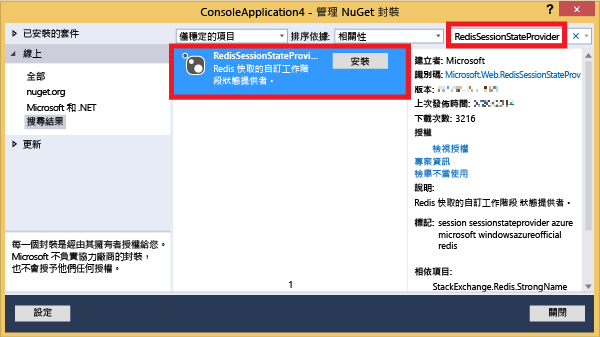 ConsoleApplication4 - 管理 NuGet 封裝
?
已安裝的套件
線上
全部
nuget.org
Microsoft 和 .NET
搜尋結果
更新
每一個封裝是經由其擁有者授權給您。
Microsoft 不負責協力廠商的封裝，
也不會授予他們任何授權。
僅穩定的項目
排序依據:
相關性
RedisSessionStateProvi...
安裝
Redis 快取的自訂工作階
段狀態提供者。
1
RedisSessionStateProvider
建立者: Microsoft
識別碼: Microsoft.Web.RedisSessionStateProv
版本:
上次發佈時間:
下載次數: 3216
授權
檢視授權
專案資訊
檢舉不當使用
說明:
Redis 快取的自訂工作階段 狀態提供者。
標記: session sessionstateprovider azure
microsoft windowsazureofficial
redis
相依項目:
StackExchange.Redis.StrongName
設定
關閉